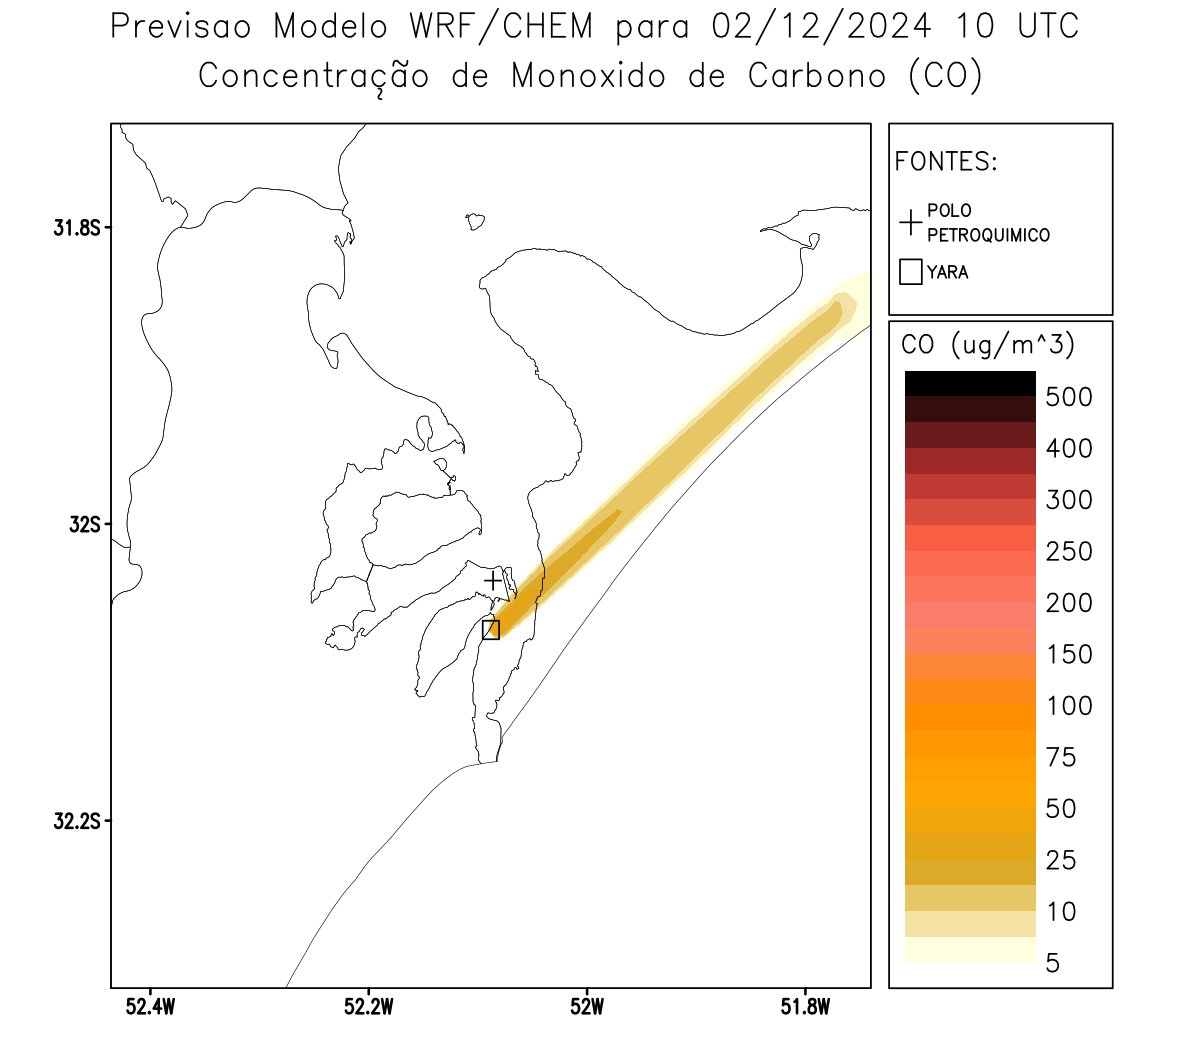 Previsao Modelo WRF/CHEM para 02/12/2024 10 UTC
Concentração de Monoxido de Carbono (CO)
FONTES:
POLO
PETROQUIMICO
YARA
CO (ug/m^3)
500
400
300
250
200
150
100
75
50
25
10
5
31.8S
32S
32.2S
52.4W
52.2W
52W
51.8W